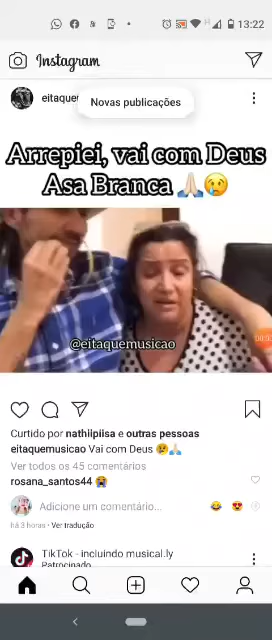 13:22
Instagram
eitaque
Novas publicações
Arrepiei, vai com Deus
Asa Branca 🙏🏻😢
@eitaquemusicao
Curtido por nathiipiisa e outras pessoas
eitaquemusicao Vai com Deus 😢🙏🏻
Ver todos os 45 comentários
rosana_santos44 😭
Adicione um comentário...
há 3 horas · Ver tradução
TikTok - incluindo musical.ly
Patrocinado